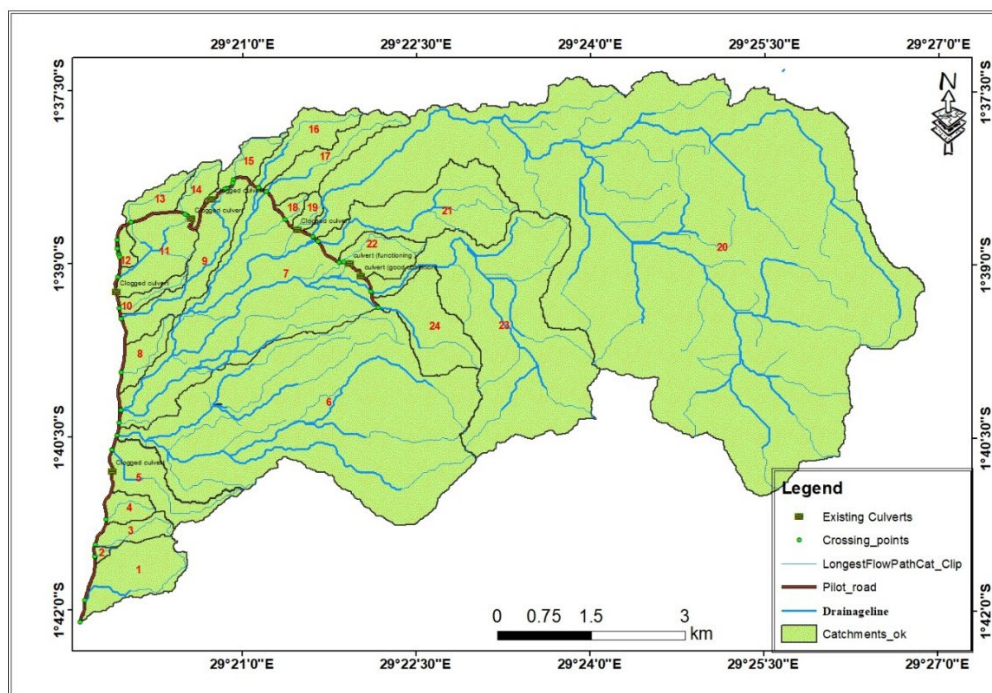 29°21'0"E 29°22'30"E 29°24'0"E 29°25'30"E 29°27'0"E
1°37'30"S
1°37'30"S
N
16
17
15
14
Clogged culvert
13
Clogged culvert
18
19
Clogged culvert
21
11
9
22
culvert (functioning)
20
12
7
culvert (good
1°39'0"S
1°39'0"S
Clogged culvert
10
24
23
8
6
1°40'30"S
1°40'30"S
Clogged culvert
5
4
3
2
1
1°42'0"S
1°42'0"S
Legend
Existing Culverts
Crossing_points
LongestFlowPathCat_Clip
Pilot_road
Drainageline
Catchments_ok
0 0.75 1.5 3
km
29°21'0"E 29°22'30"E 29°24'0"E 29°25'30"E 29°27'0"E